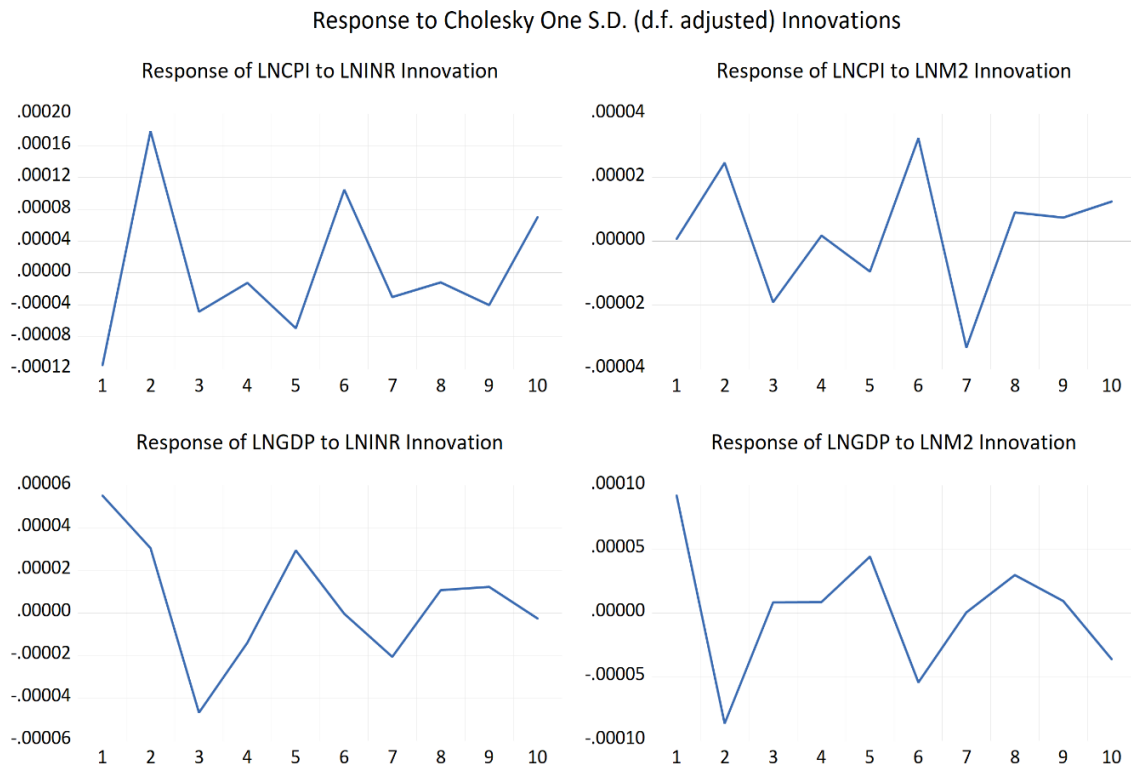 Response to Cholesky One S.D. (d.f. adjusted) Innovations
Response of LNCPI to LNINR Innovation
.00020
.00016
.00012
.00008
.00004
.00000
-.00004
-.00008
-.00012
1 2 3 4 5 6 7 8 9 10
Response of LNCPI to LNM2 Innovation
.00004
.00002
.00000
-.00002
-.00004
1 2 3 4 5 6 7 8 9 10
Response of LNGDP to LNINR Innovation
.00006
.00004
.00002
.00000
-.00002
-.00004
-.00006
1 2 3 4 5 6 7 8 9 10
Response of LNGDP to LNM2 Innovation
.00010
.00005
.00000
-.00005
-.00010
1 2 3 4 5 6 7 8 9 10